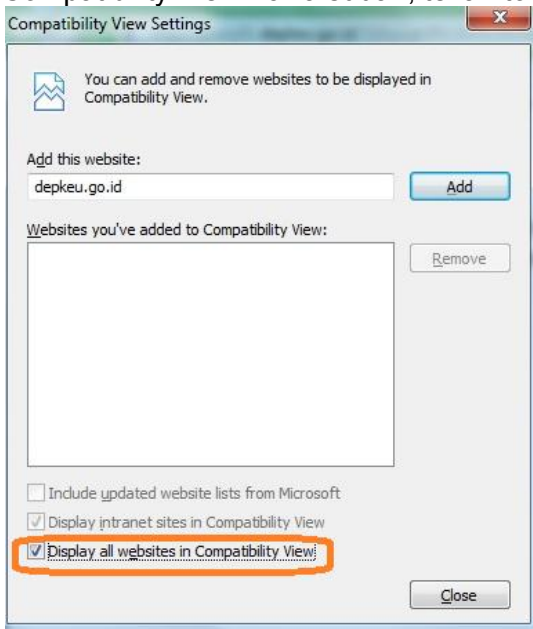 Compatibility View Settings
You can add and remove websites to be displayed in
Compatibility View.
Add this website:
depkeu.go.id
Add
Websites you've added to Compatibility View:
Remove
Include updated website lists from Microsoft
Display intranet sites in Compatibility View
Display all websites in Compatibility View
Close